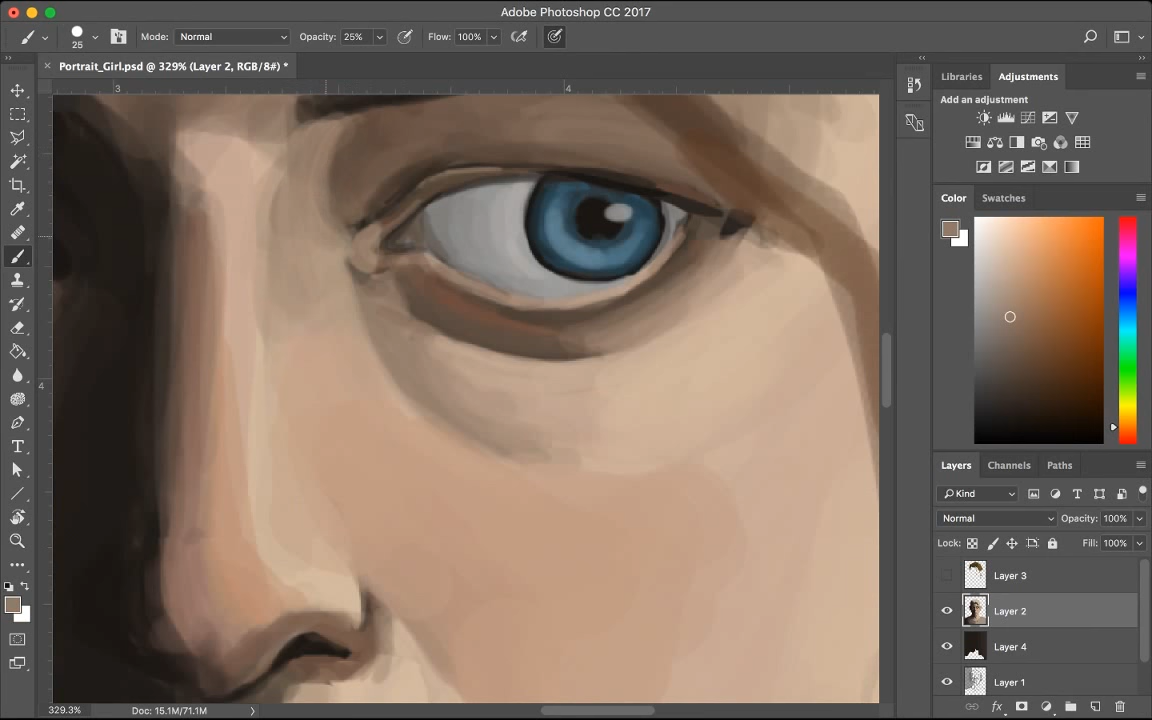 Adobe Photoshop CC 2017
25 Mode: Normal Opacity: 25% Flow: 100%
× Portrait_Girl.psd @ 329% (Layer 2, RGB/8#) *
3 4
4
Libraries Adjustments
Add an adjustment
Color Swatches
Layers Channels Paths
Kind
Normal Opacity: 100%
Lock: Fill: 100%
Layer 3
Layer 2
Layer 4
Layer 1
329.3% Doc: 15.1M/71.1M